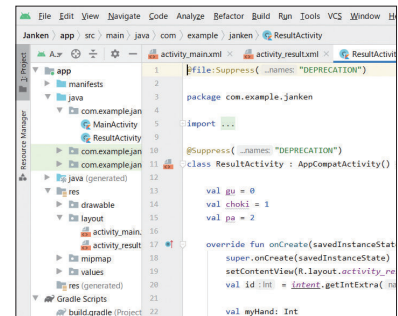 File Edit View Navigate Code Analyze Refactor Build Run Tools VCS Window H
Janken app src main java com example janken ResultActivity
A.. activity_main.xml × activity_result.xml × ResultActivit
1: Project
Resource Manager
app
manifests
java
com.example.jan
MainActivity
ResultActivity
com.example.jan
com.example.jan
java (generated)
res
drawable
layout
activity_main.
activity_result
mipmap
values
res (generated)
Gradle Scripts
build.gradle (Project
1 @file:Suppress( ...names: "DEPRECATION")
2
3 package com.example.janken
4
5 import ...
10 @Suppress( ...names: "DEPRECATION")
11 class ResultActivity : AppCompatActivity()
12
13 val gu = 0
14 val choki = 1
15 val pa = 2
16
17 override fun onCreate(savedInstanceStat
18 super.onCreate(savedInstanceState)
19 setContentView(R.layout.activity_re
20 val id : Int = intent.getIntExtra( na
21
22 val myHand: Int